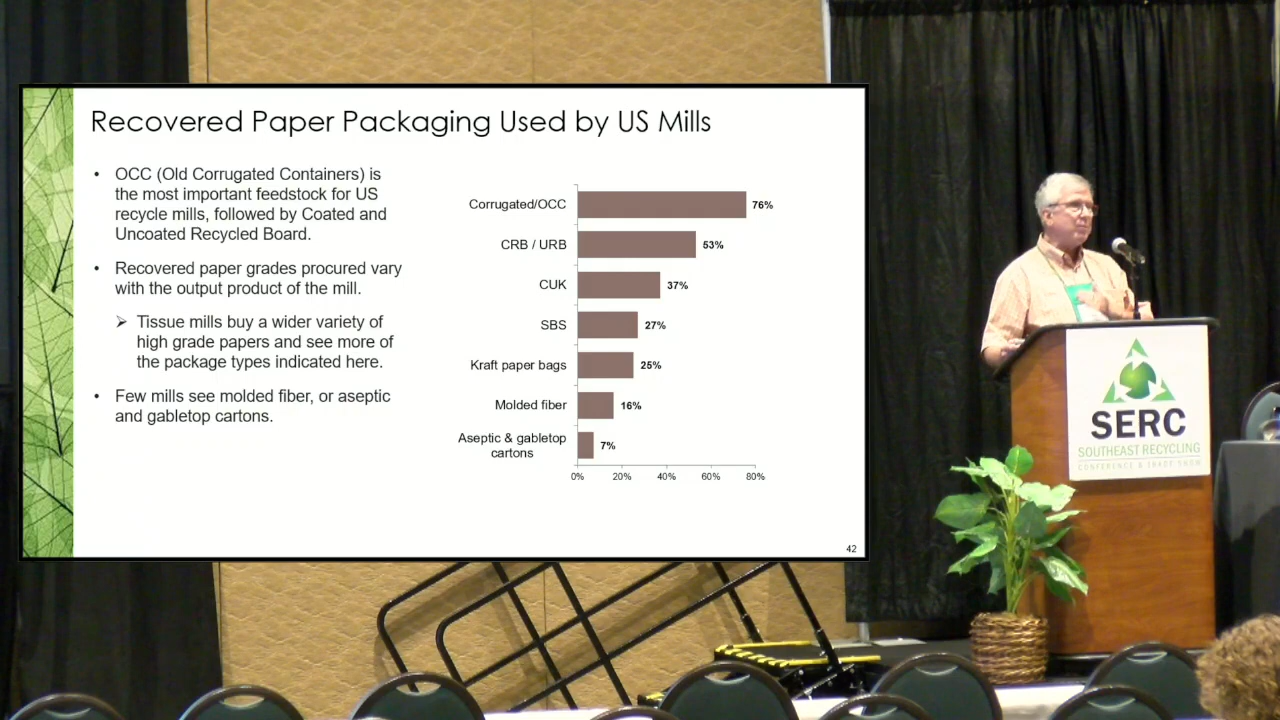 Recovered Paper Packaging Used by US Mills
• OCC (Old Corrugated Containers) is
the most important feedstock for US
recycle mills, followed by Coated and
Uncoated Recycled Board.
• Recovered paper grades procured vary
with the output product of the mill.
➢ Tissue mills buy a wider variety of
high grade papers and see more of
the package types indicated here.
• Few mills see molded fiber, or aseptic
and gabletop cartons.
Corrugated/OCC 76%
CRB / URB 53%
CUK 37%
SBS 27%
Kraft paper bags 25%
Molded fiber 16%
Aseptic & gabletop
cartons 7%
0% 20% 40% 60% 80%
42
SERC
SOUTHEAST RECYCLING
CONFERENCE & TRADE SHOW